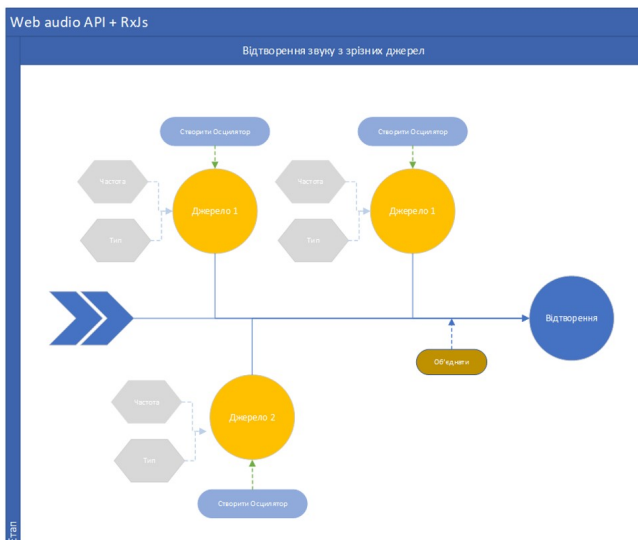 Web audio API + RxJs
Відтворення звуку з зрізних джерел
Створити Осцилятор
Створити Осцилятор
Частота
Джерело 1
Тип
Частота
Джерело 1
Тип
Відтворення
Об'єднати
Частота
Джерело 2
Тип
Створити Осцилятор
Етап